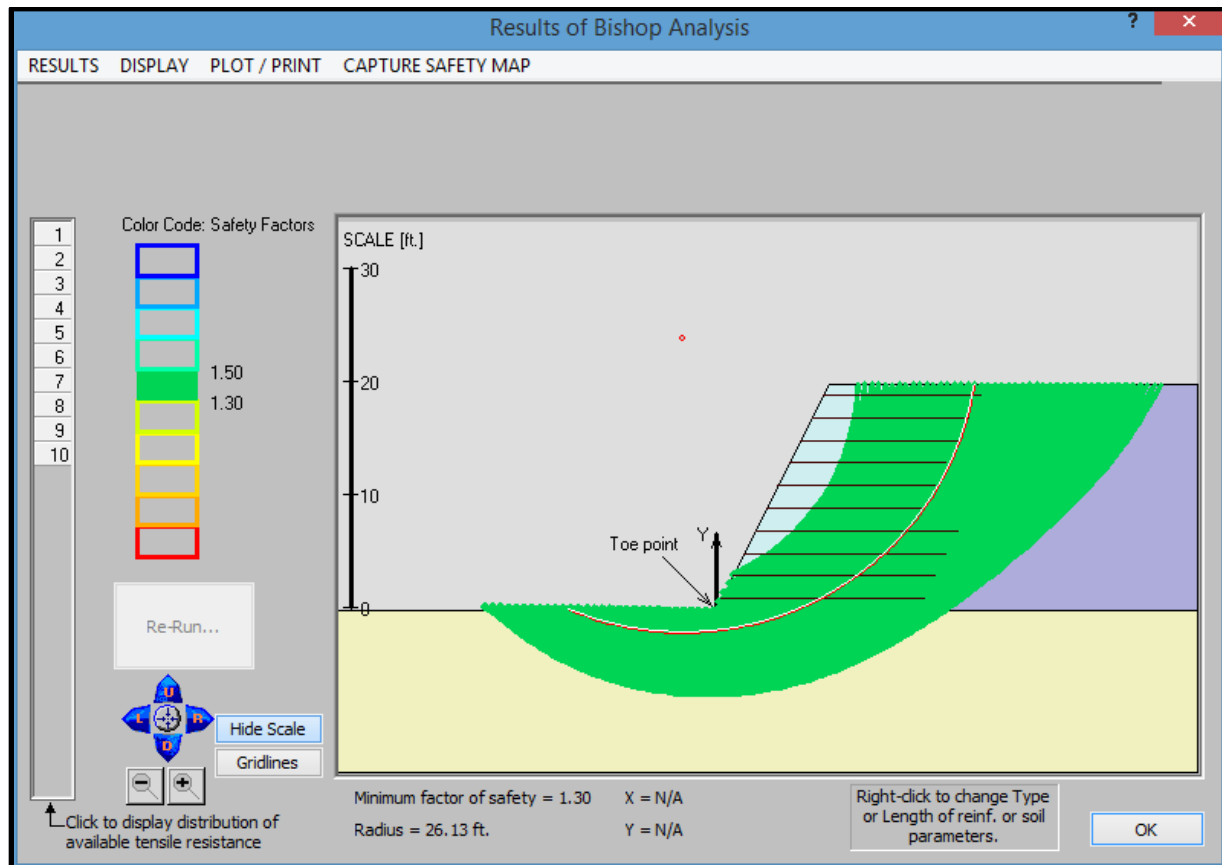 Results of Bishop Analysis
?
×
RESULTS DISPLAY PLOT / PRINT CAPTURE SAFETY MAP
1
2
3
4
5
6
7
8
9
10
Color Code: Safety Factors
1.50
1.30
Re-Run...
U
L R
D
Hide Scale
Gridlines
Click to display distribution of
available tensile resistance
SCALE [ft.]
30
20
10
0
Toe point
Y
Minimum factor of safety = 1.30 X = N/A
Radius = 26.13 ft. Y = N/A
Right-click to change Type
or Length of reinf. or soil
parameters.
OK